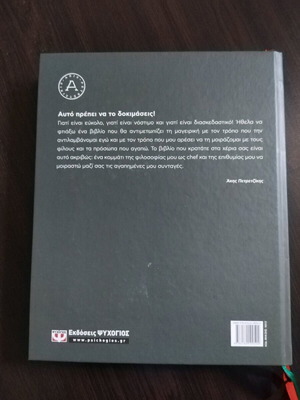 Α
Αυτό πρέπει να το δοκιμάσεις!
Γιατί είναι εύκολο, γιατί είναι νόστιμο και γιατί είναι διασκεδαστικό! Ήθελα να
φτιάξω ένα βιβλίο που θα αντιμετωπίζει τη μαγειρική με τον τρόπο που την
αντιλαμβάνομαι εγώ και με τον τρόπο που μου αρέσει να τη μοιράζομαι με τους
φίλους και τα πρόσωπα που αγαπώ. Το βιβλίο που κρατάτε στα χέρια σας είναι
αυτό ακριβώς: ένα κομμάτι της φιλοσοφίας μου ως chef και της επιθυμίας μου να
μοιραστώ μαζί σας τις αγαπημένες μου συνταγές.
Άκης Πετρετζίκης
Εκδόσεις ΨΥΧΟΓΙΟΣ
www.psichogios.gr